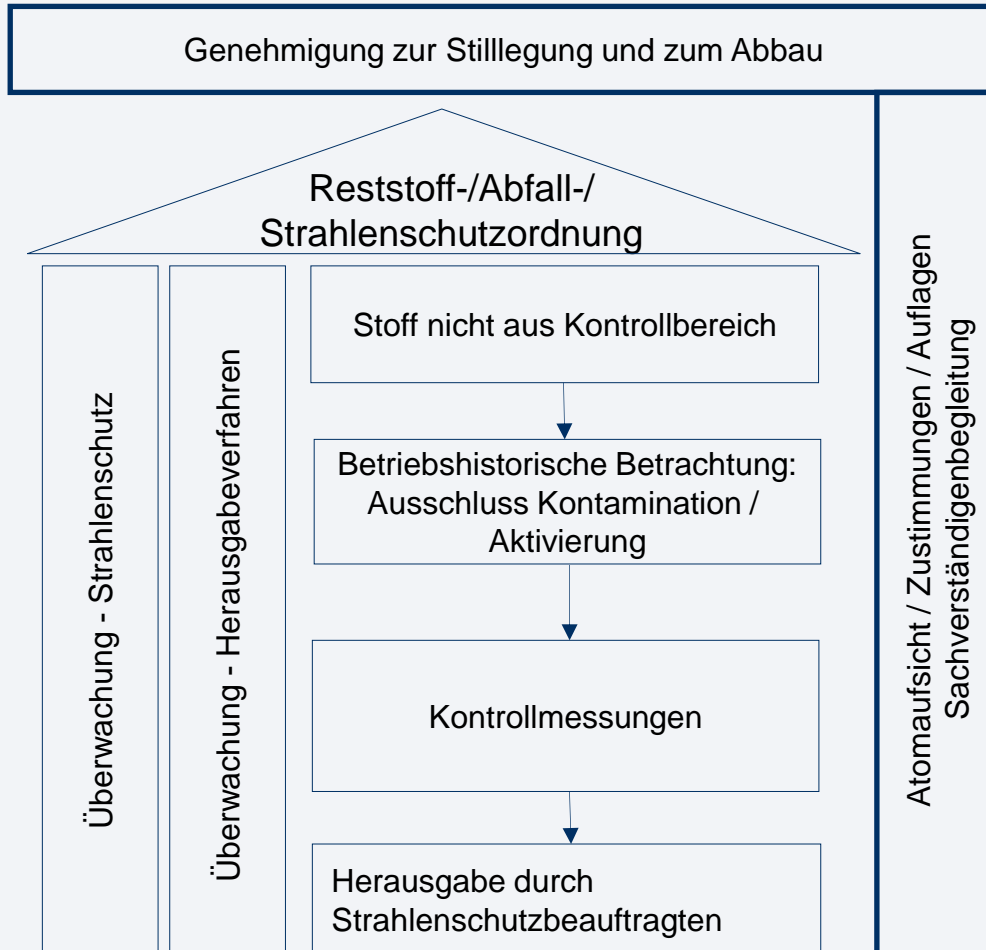 Genehmigung zur Stilllegung und zum Abbau
Reststoff-/Abfall-/
Strahlenschutzordnung
Überwachung - Strahlenschutz
Überwachung - Herausgabeverfahren
Stoff nicht aus Kontrollbereich
Betriebshistorische Betrachtung:
Ausschluss Kontamination /
Aktivierung
Kontrollmessungen
Herausgabe durch
Strahlenschutzbeauftragten
Atomaufsicht / Zustimmungen / Auflagen
Sachverständigenbegleitung